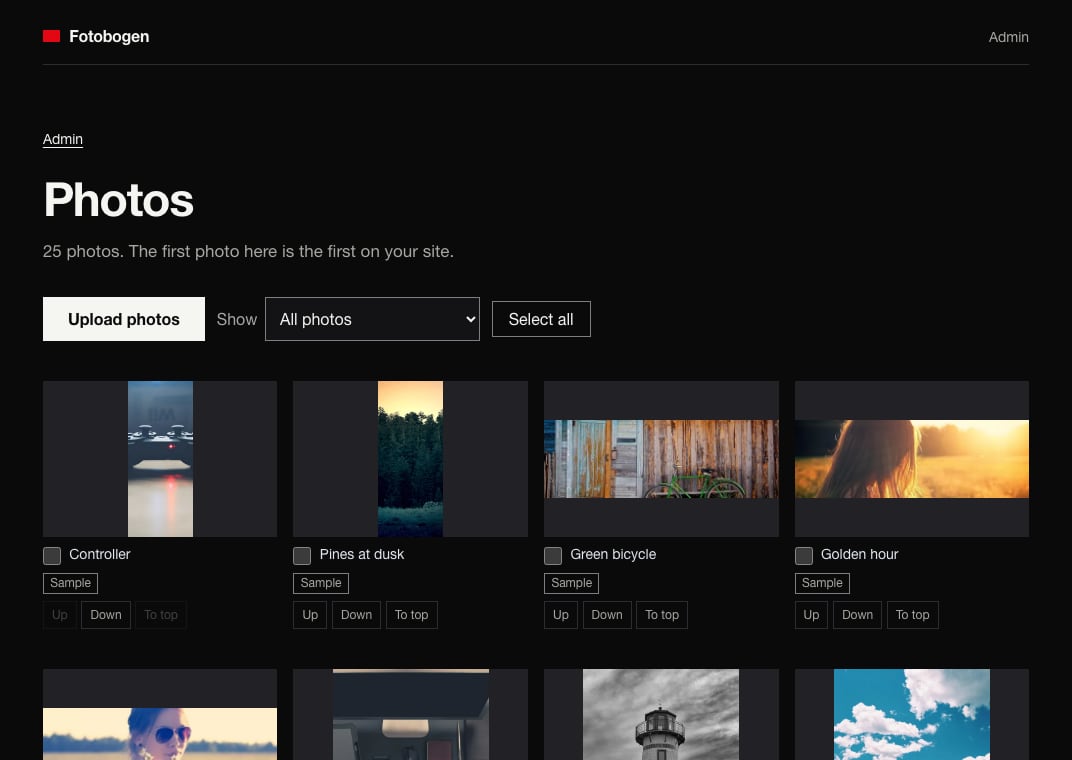 Fotobogen
Admin
Admin
Photos
25 photos. The first photo here is the first on your site.
Upload photos
Show
All photos
Select all
Controller
Sample
Up
Down
To top
Pines at dusk
Sample
Up
Down
To top
Green bicycle
Sample
Up
Down
To top
Golden hour
Sample
Up
Down
To top